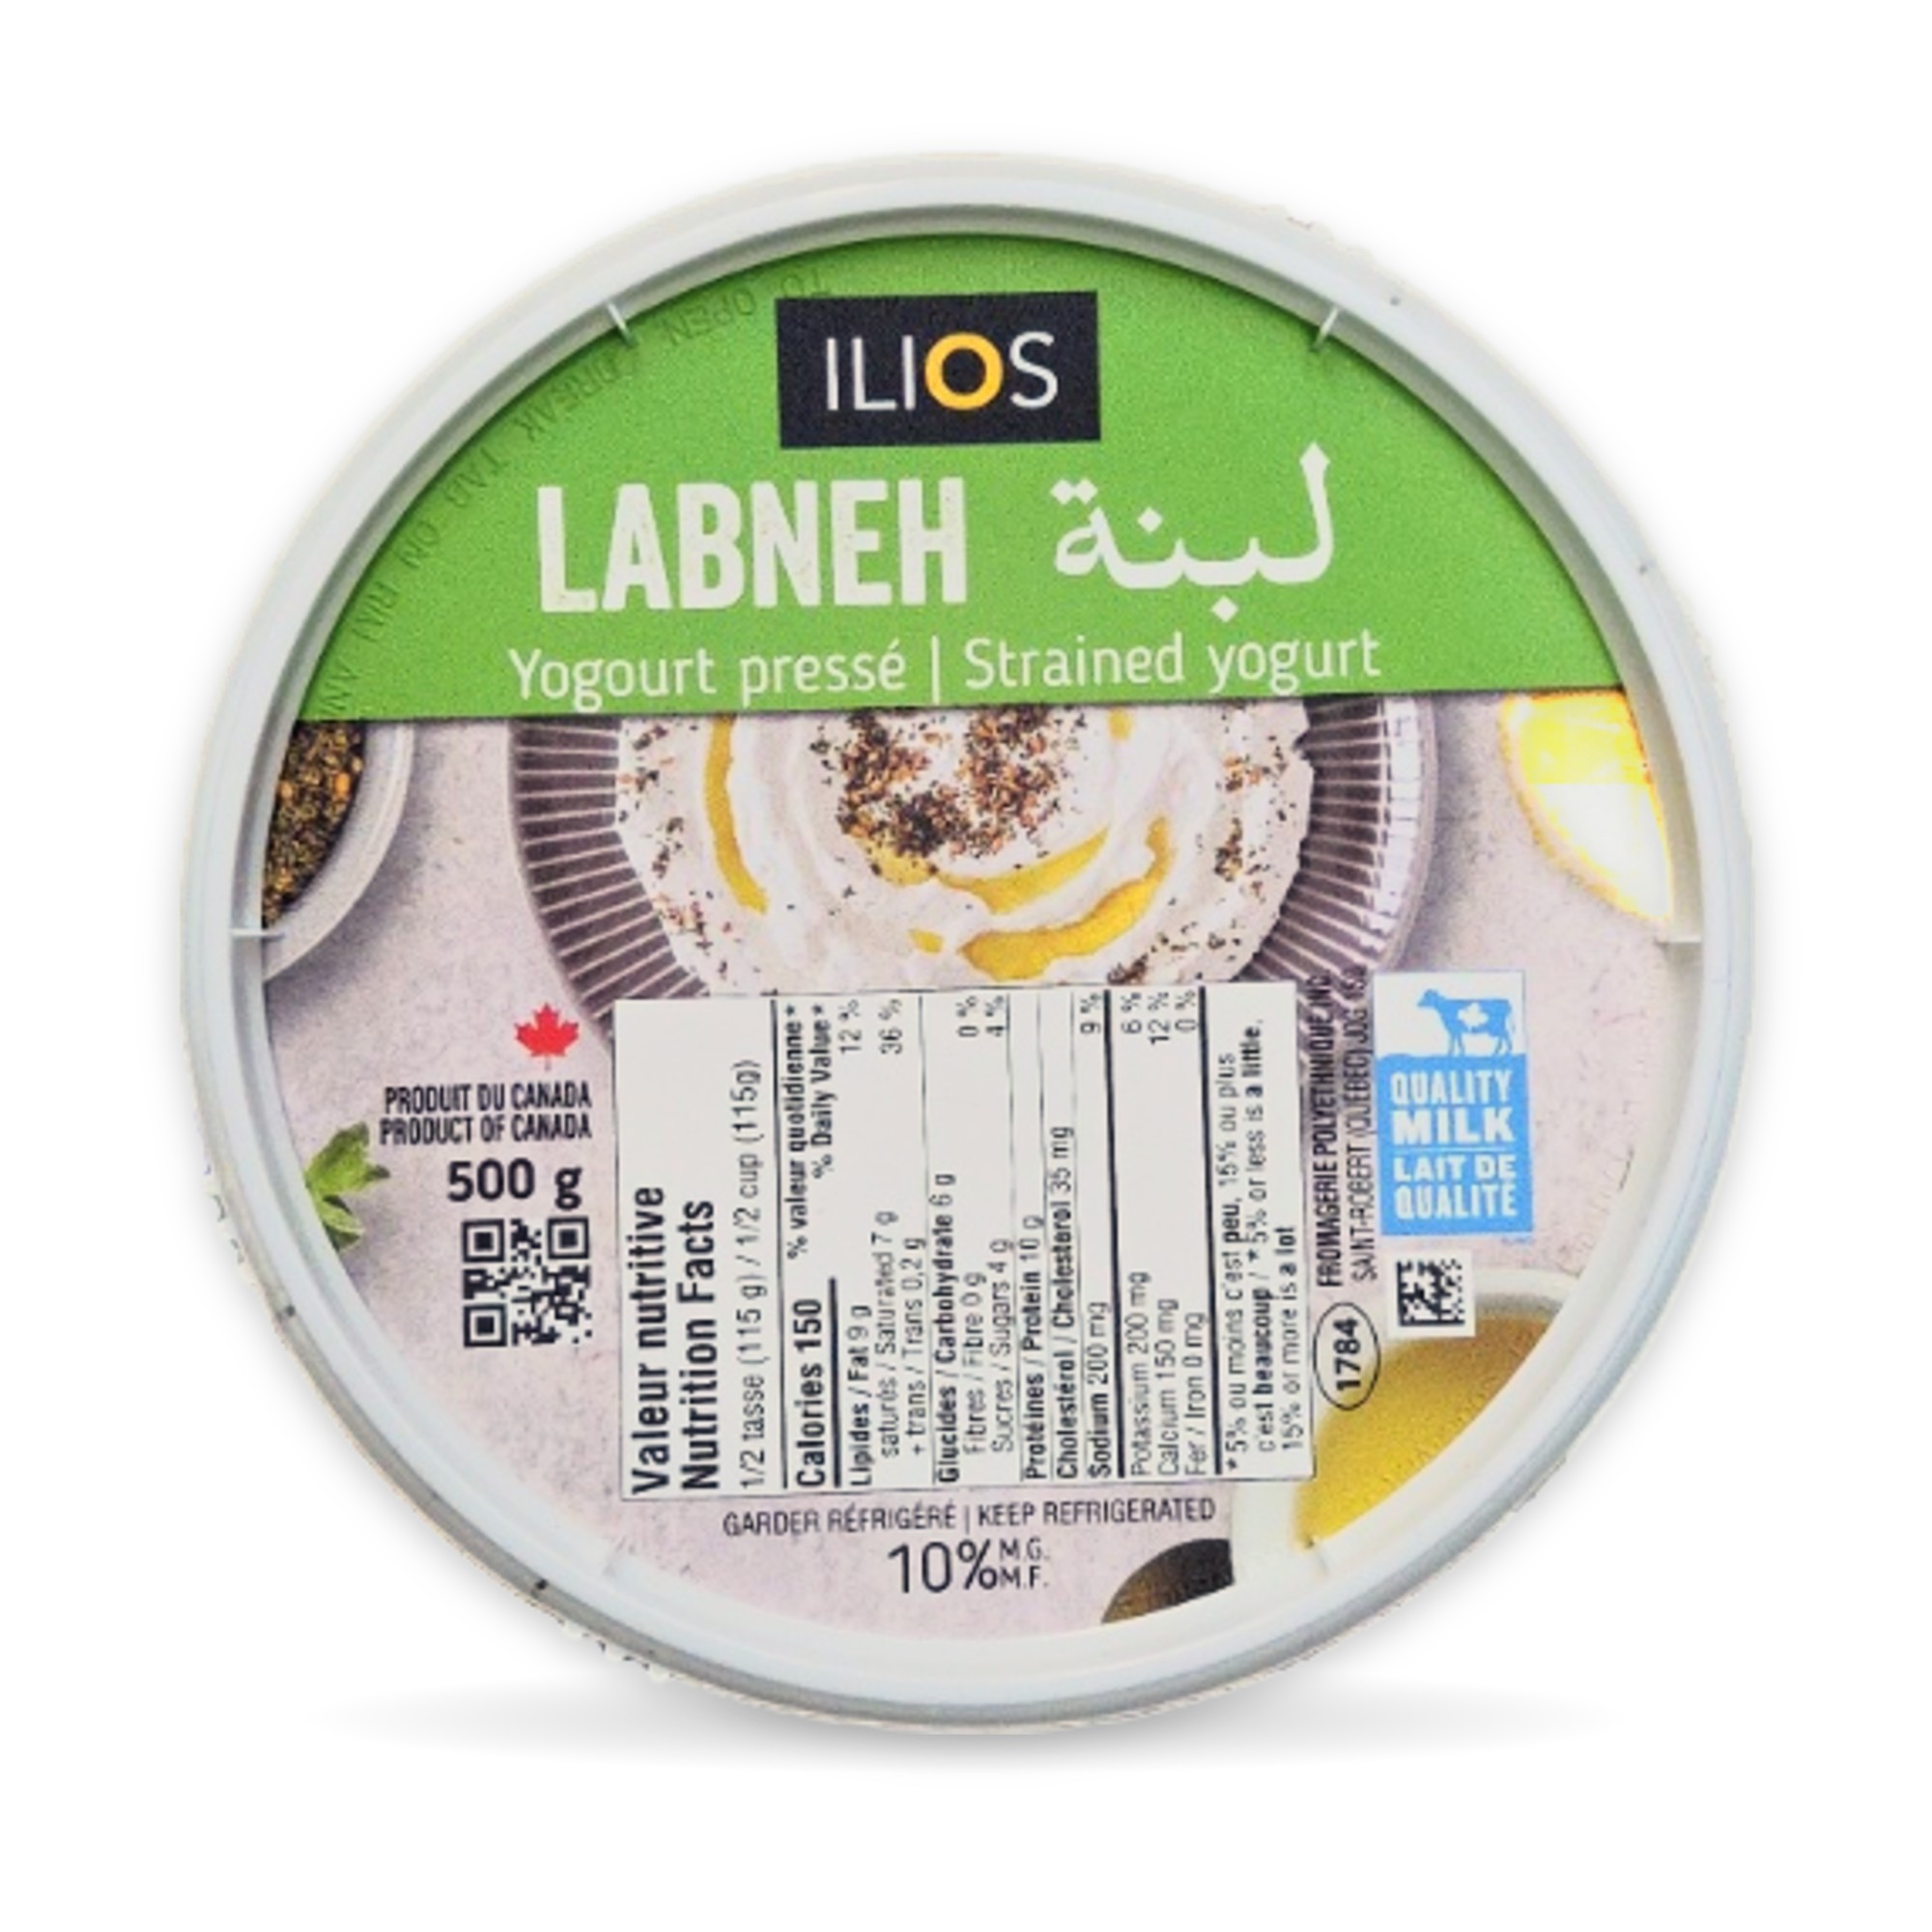 TO OPEN
BREAK TAB ON RIM
ILIOS
LABNEH لبنة
Yogourt pressé | Strained yogurt
PRODUIT DU CANADA
PRODUCT OF CANADA
500 g
Valeur nutritive
Nutrition Facts
1/2 tasse (115 g) / 1/2 cup (115g)
% valeur quotidienne*
% Daily Value*
Calories 150
Lipides / Fat 9 g 12 %
saturés / Saturated 7 g
+ trans / Trans 0,2 g 36 %
Glucides / Carbohydrate 6 g
Fibres / Fibre 0 g 0 %
Sucres / Sugars 4 g 4 %
Protéines / Protein 10 g
Cholestérol / Cholesterol 35 mg
Sodium 200 mg 9 %
Potassium 200 mg 6 %
Calcium 150 mg 12 %
Fer / Iron 0 mg 0 %
*5% ou moins c'est peu, 15% ou plus
c'est beaucoup / *5% or less is a little,
15% or more is a lot
1784
FROMAGERIE POLYETHNIQUE INC.
SAINT-ROBERT (QUÉBEC)
QUALITY
MILK
LAIT DE
QUALITÉ
GARDER RÉFRIGÉRÉ | KEEP REFRIGERATED
10% M.G.
M.F.